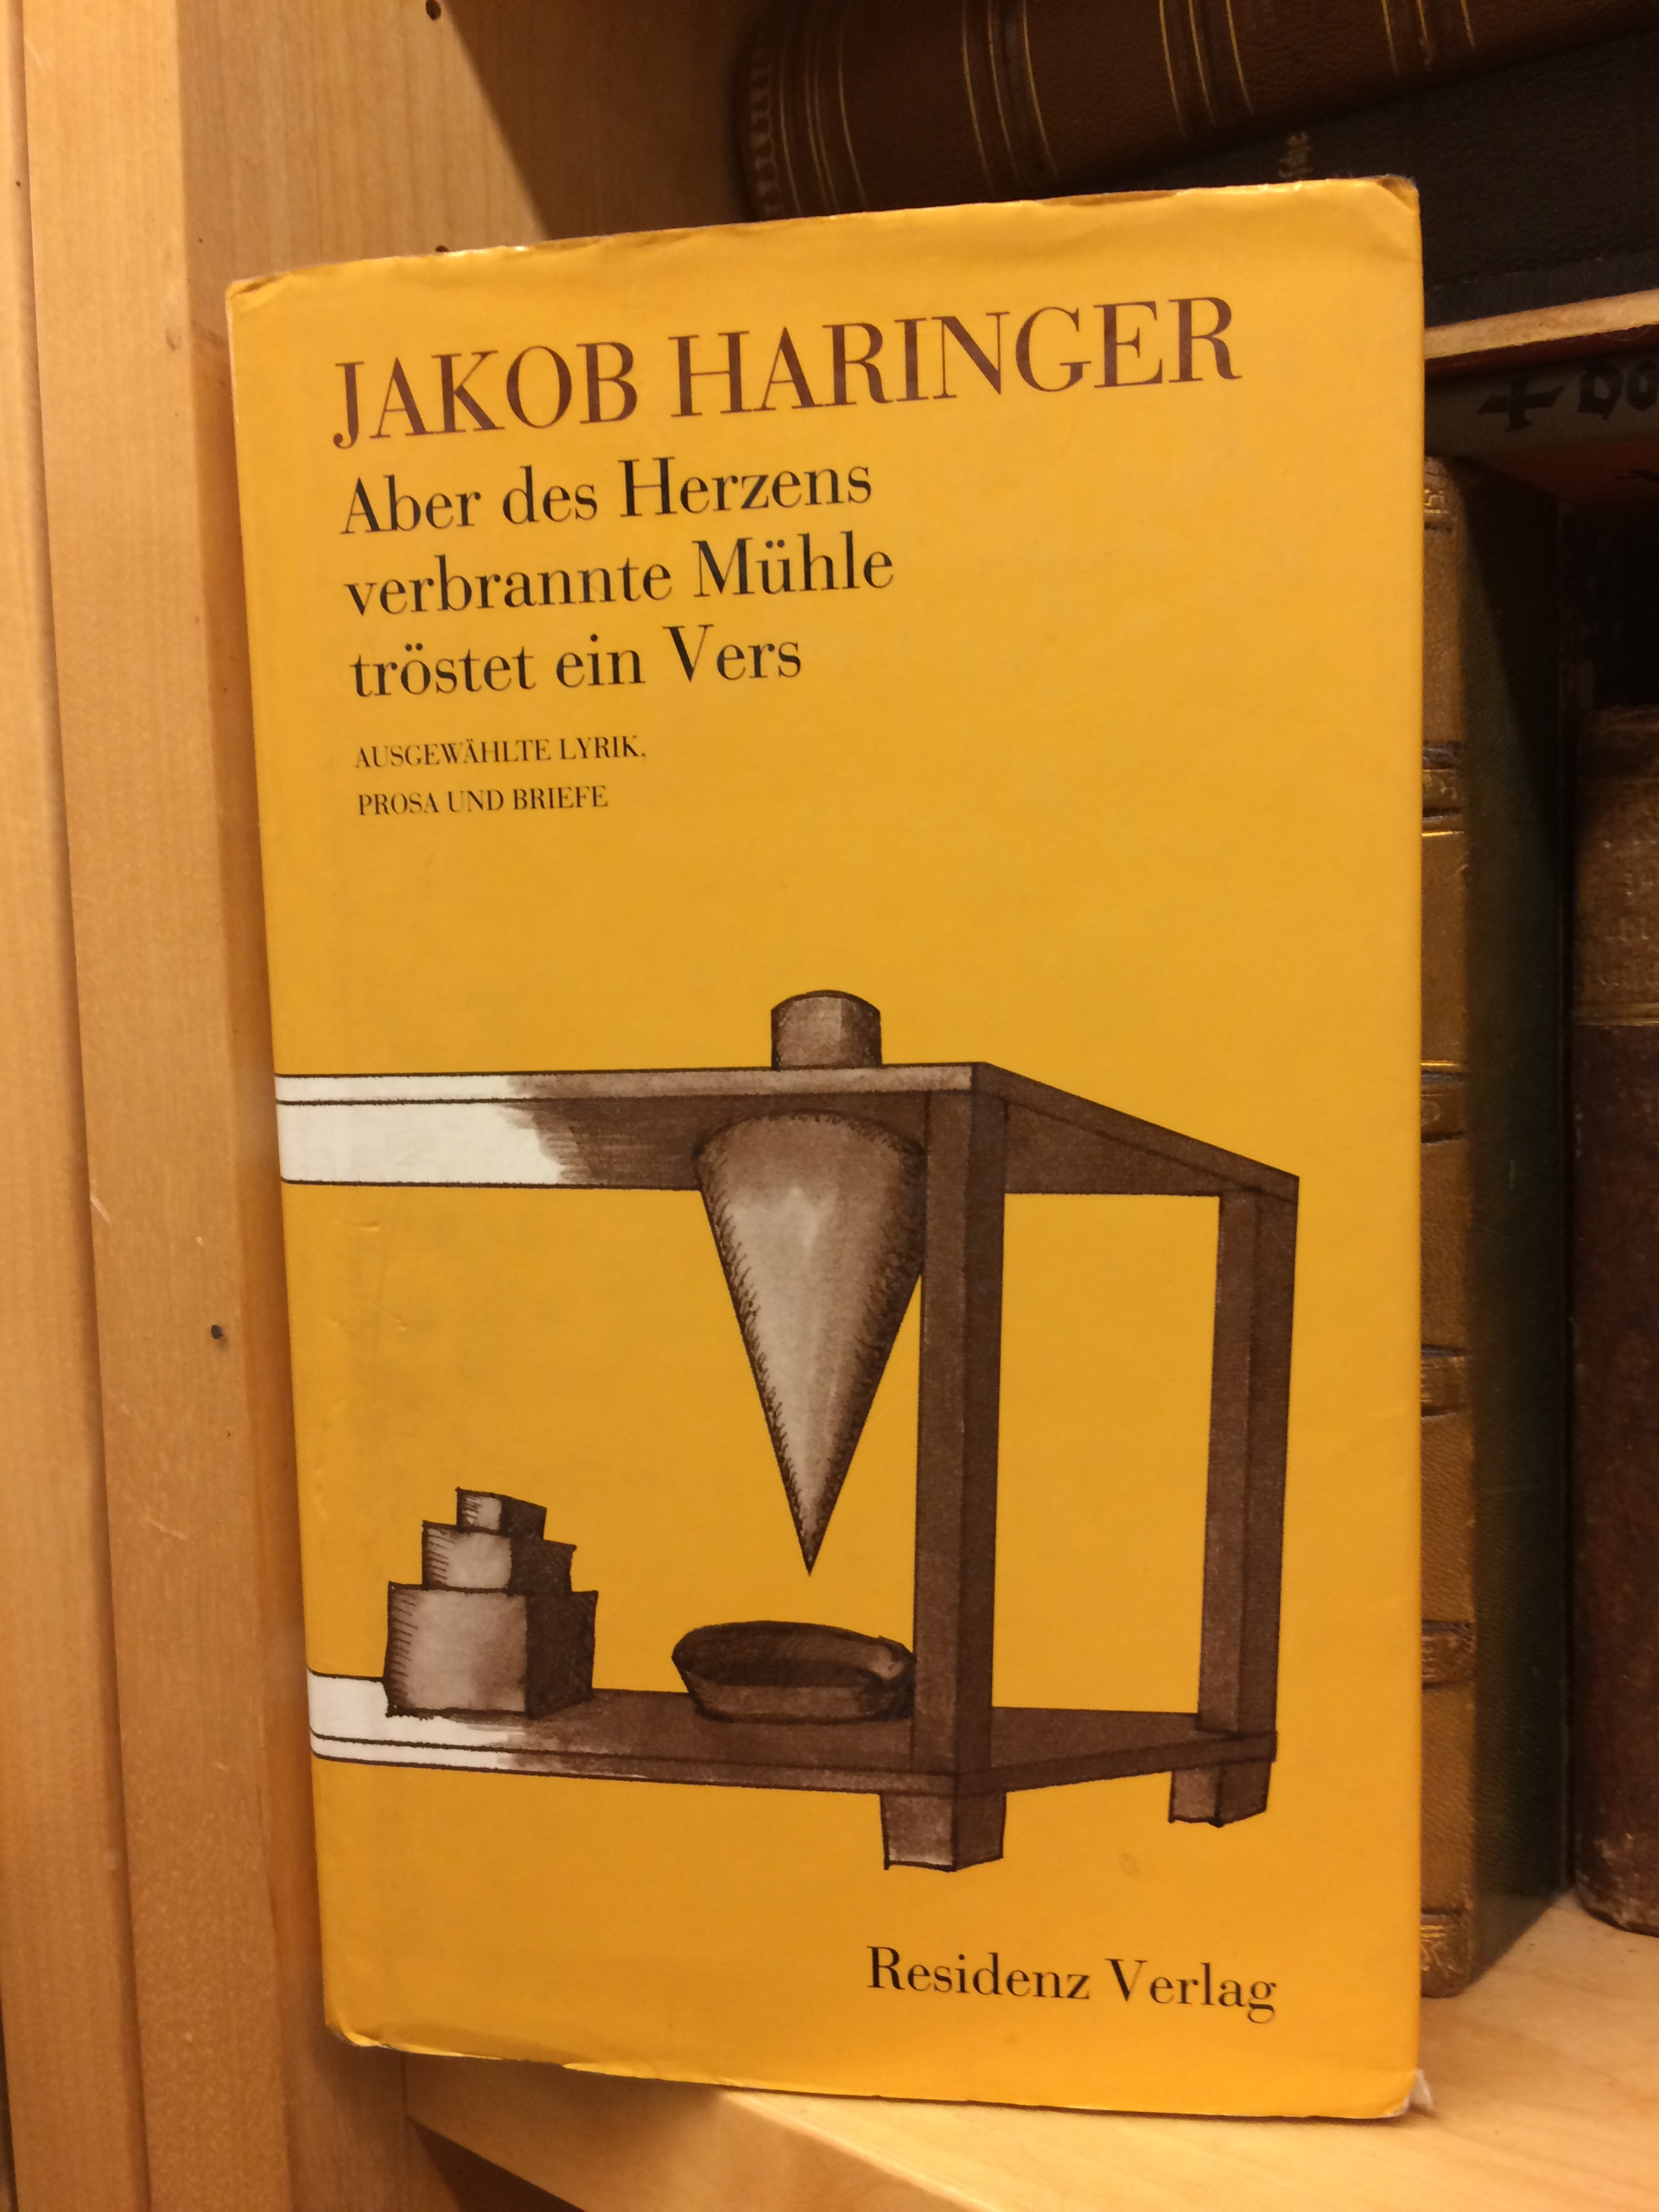 JAKOB HARINGER
Aber des Herzens
verbrannte Mühle
tröstet ein Vers
AUSGEWÄHLTE LYRIK,
PROSA UND BRIEFE
Residenz Verlag